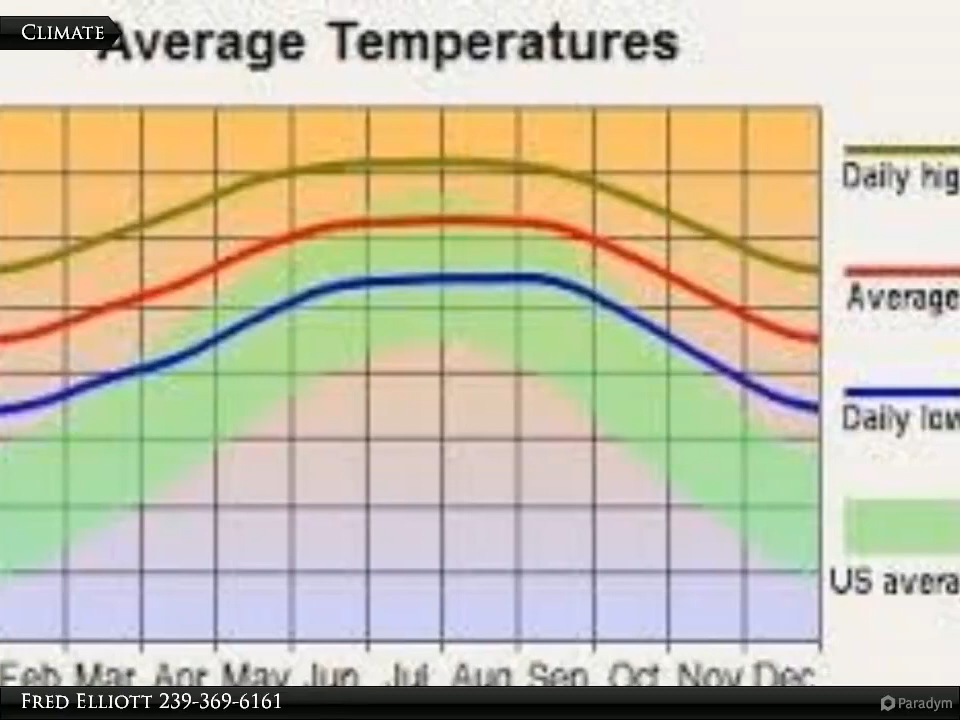 CLIMATE
Average Temperatures
Daily hig
Average
Daily low
US avera
Feb Mar Apr May Jun Jul Aug Sep Oct Nov Dec
FRED ELLIOTT 239-369-6161
Paradym